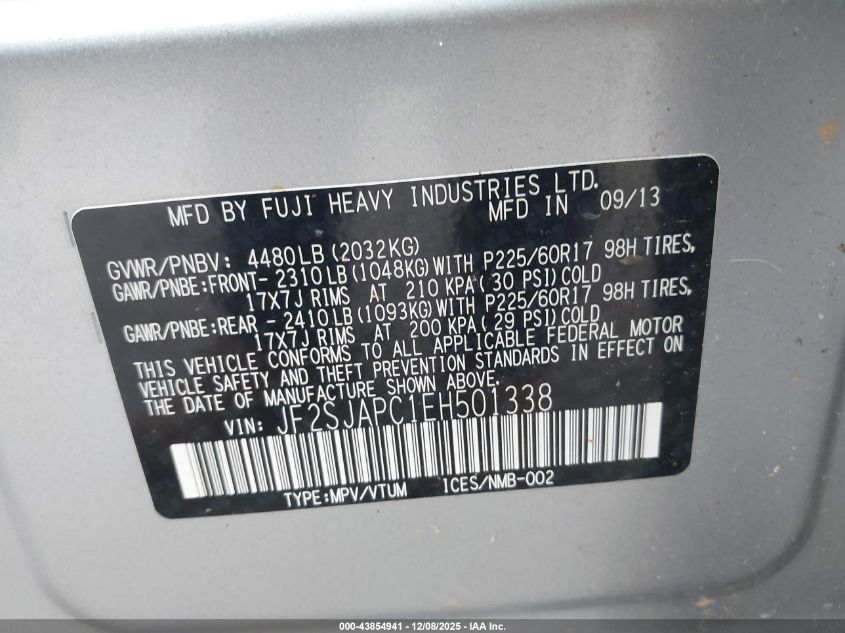 MFD BY FUJI HEAVY INDUSTRIES LTD.
MFD IN 09/13
GVWR/PNBV: 4480LB (2032KG)
GAWR/PNBE:FRONT- 2310LB (1048KG) WITH P225/60R17 98H TIRES,
17X7J RIMS AT 210 KPA( 30 PSI) COLD
GAWR/PNBE:REAR - 2410LB (1093KG) WITH P225/60R17 98H TIRES,
17X7J RIMS AT 200 KPA( 29 PSI) COLD
THIS VEHICLE CONFORMS TO ALL APPLICABLE FEDERAL MOTOR
VEHICLE SAFETY AND THEFT PREVENTION STANDARDS IN EFFECT ON
THE DATE OF MANUFACTURE SHOWN ABOVE.
VIN: JF2SJAPC1EH501338
TYPE:MPV/VTUM ICES/NMB-002
000-43854941 - 12/08/2025 - IAA Inc.